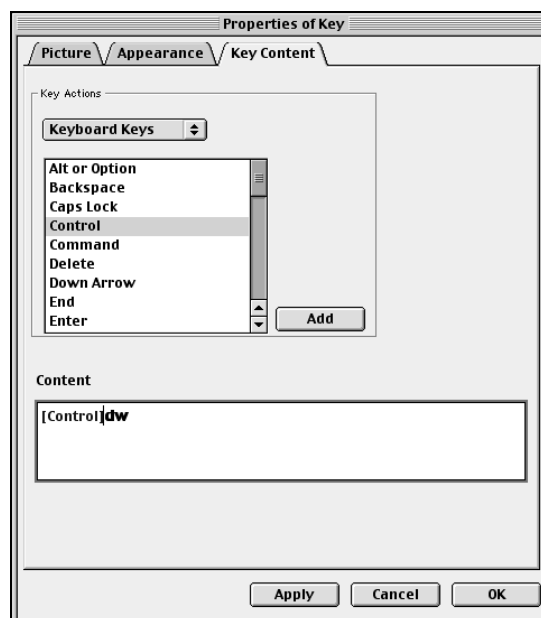 Properties of Key
Picture Appearance Key Content
Key Actions
Keyboard Keys
Alt or Option
Backspace
Caps Lock
Control
Command
Delete
Down Arrow
End
Enter
Add
Content
[Control]dw
Apply Cancel OK